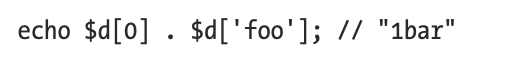 echo $d[0] . $d['foo']; // "1bar"